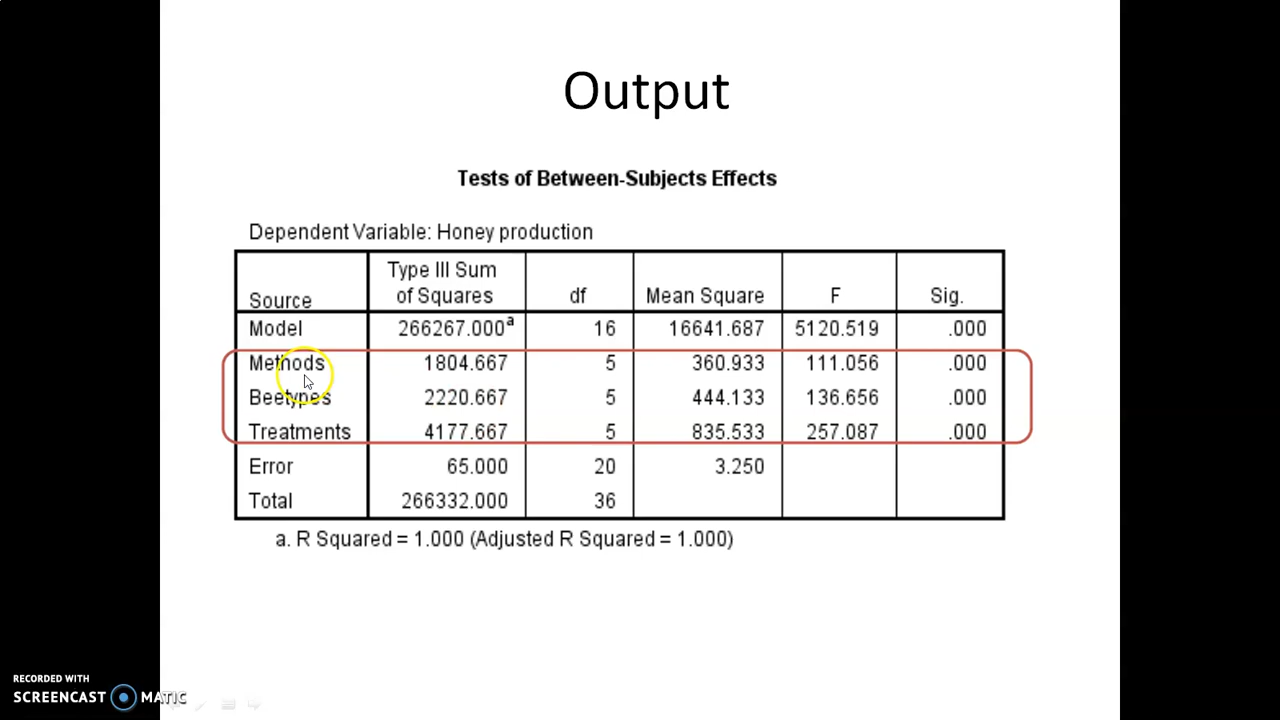 Output
Tests of Between-Subjects Effects
Dependent Variable: Honey production
Source Type III Sum of Squares df Mean Square F Sig.
Model 266267.000a 16 16641.687 5120.519 .000
Methods 1804.667 5 360.933 111.056 .000
Beetypes 2220.667 5 444.133 136.656 .000
Treatments 4177.667 5 835.533 257.087 .000
Error 65.000 20 3.250
Total 266332.000 36
a. R Squared = 1.000 (Adjusted R Squared = 1.000)
RECORDED WITH
SCREENCAST MATIC